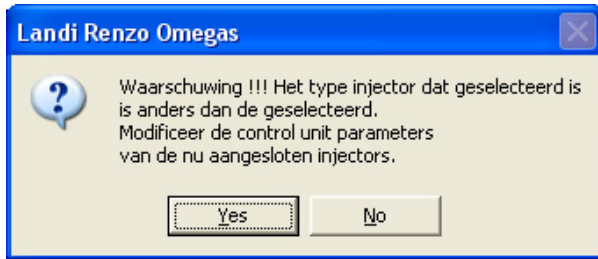 Landi Renzo Omegas
Waarschuwing !!! Het type injector dat geselecteerd is
is anders dan de geselecteerd.
Modificeer de control unit parameters
van de nu aangesloten injectors.
Yes No